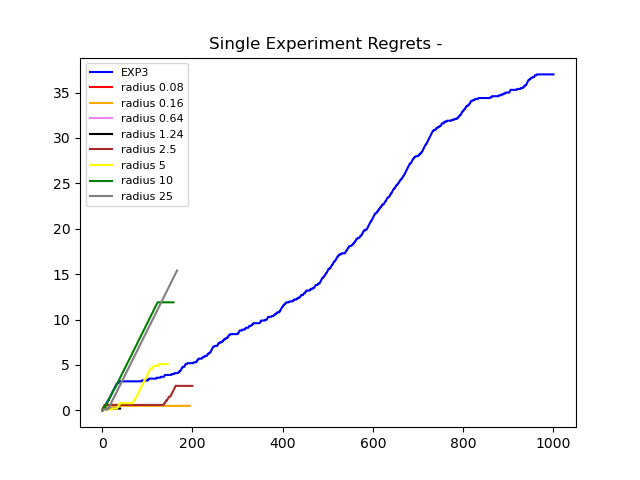 Single Experiment Regrets -
EXP3
radius 0.08
radius 0.16
radius 0.64
radius 1.24
radius 2.5
radius 5
radius 10
radius 25
35
30
25
20
15
10
5
0
0 200 400 600 800 1000